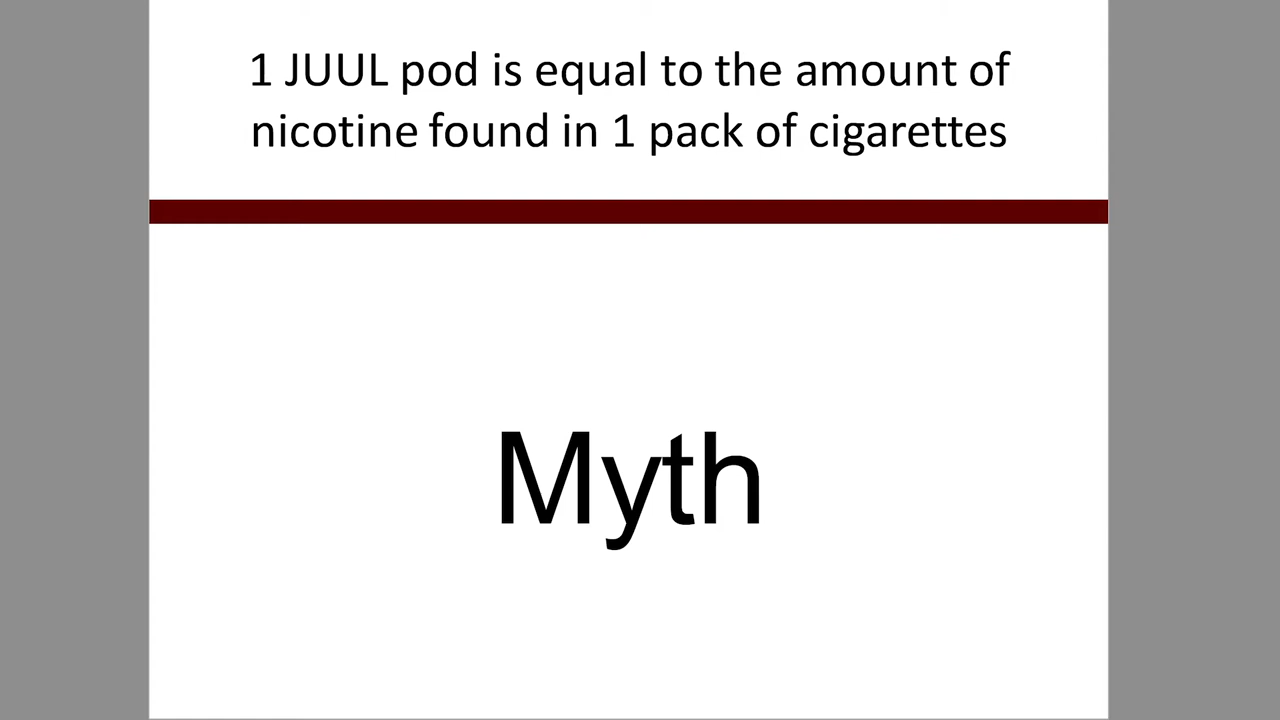 1 JUUL pod is equal to the amount of
nicotine found in 1 pack of cigarettes
Myth